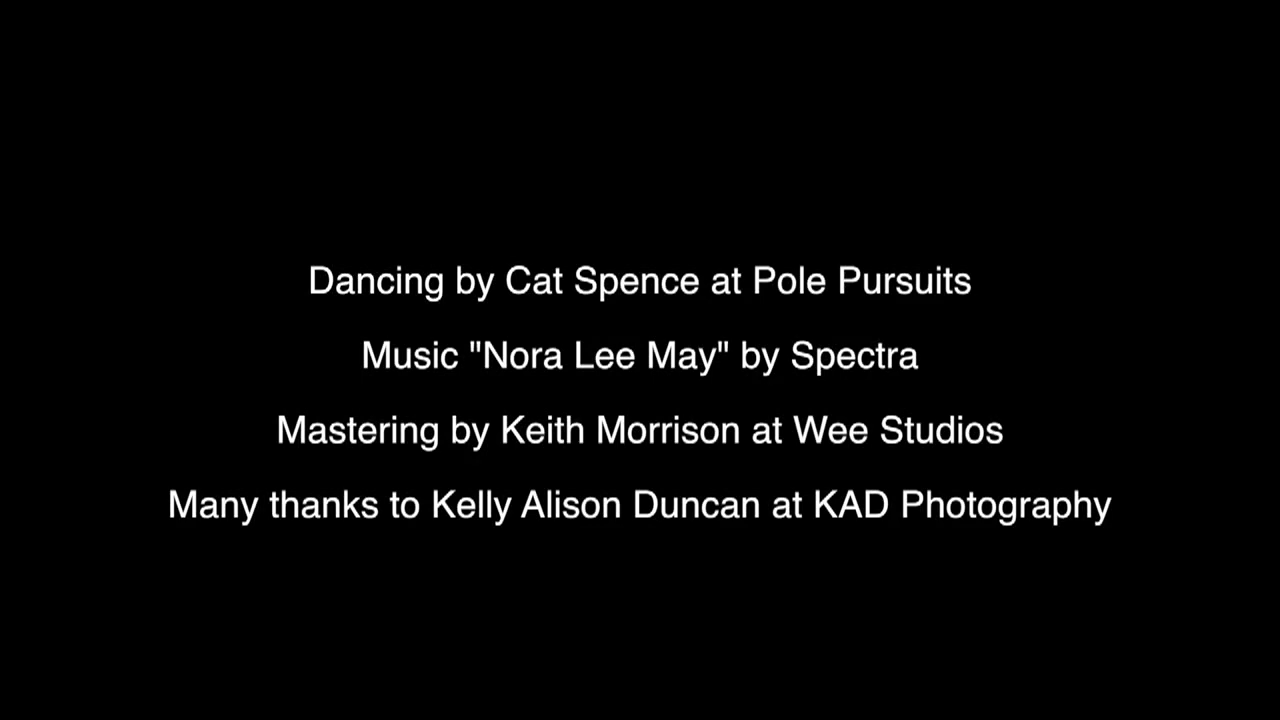 Dancing by Cat Spence at Pole Pursuits
Music "Nora Lee May" by Spectra
Mastering by Keith Morrison at Wee Studios
Many thanks to Kelly Alison Duncan at KAD Photography